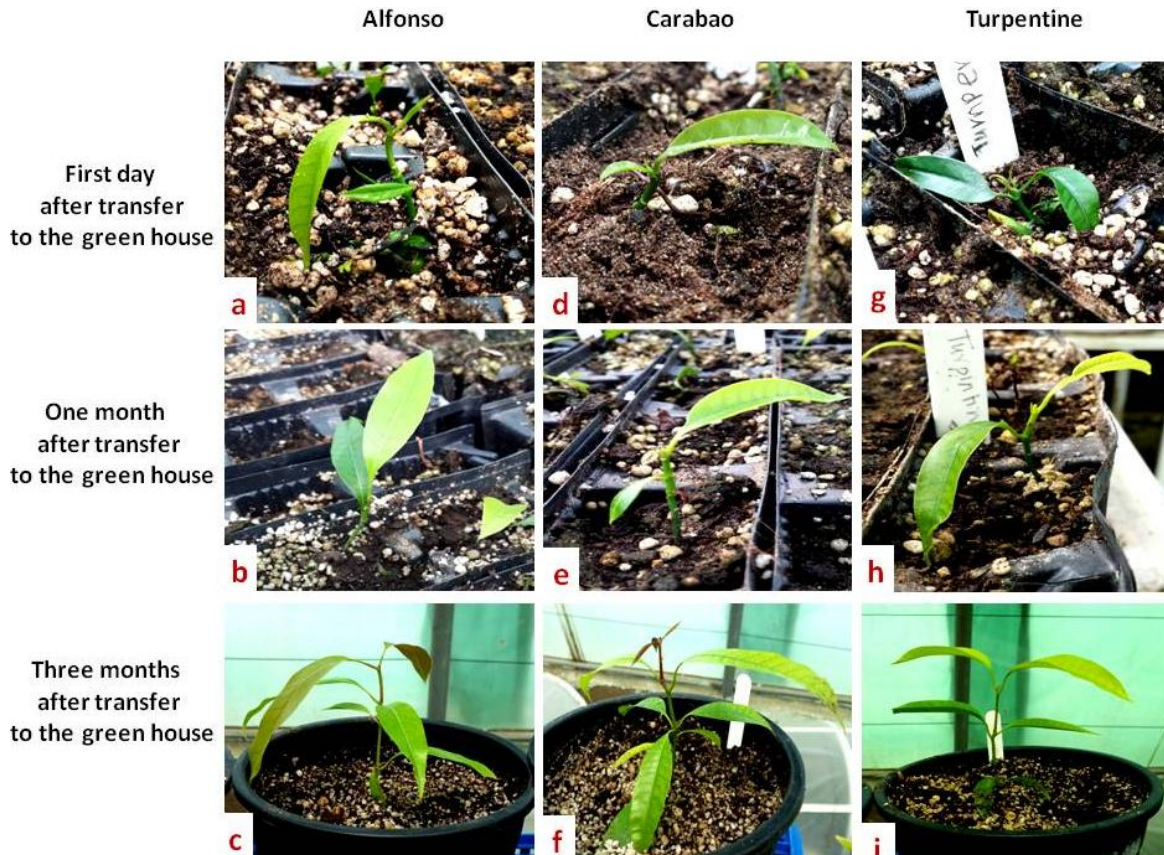 Alfonso Carabao Turpentine
First day
after transfer
to the green house
a d g
One month
after transfer
to the green house
b e h
Three months
after transfer
to the green house
c f i